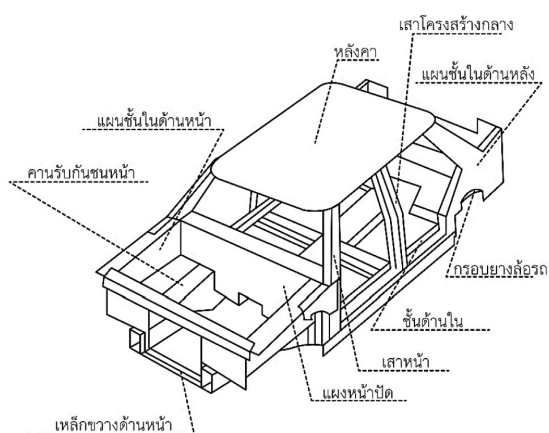 เสาโครงสร้างกลาง
หลังคา
แผนชั้นในด้านหลัง
แผนชั้นในด้านหน้า
คานรับกันชนหน้า
กรอบยางล้อรถ
ชั้นด้านใน
เสาหน้า
แผงหน้าปัด
เหล็กขวางด้านหน้า